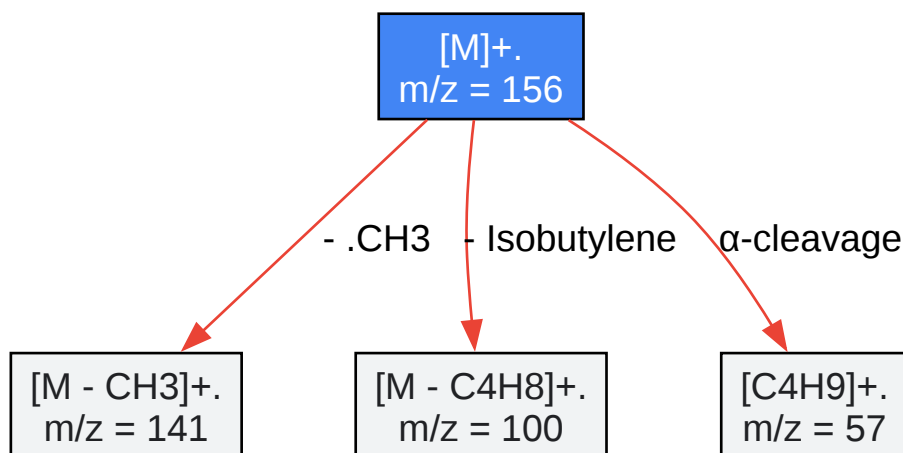 [M]+.
m/z = 156
- .CH3
- Isobutylene
α-cleavage
[M - CH3]+.
m/z = 141
[M - C4H8]+.
m/z = 100
[C4H9]+.
m/z = 57